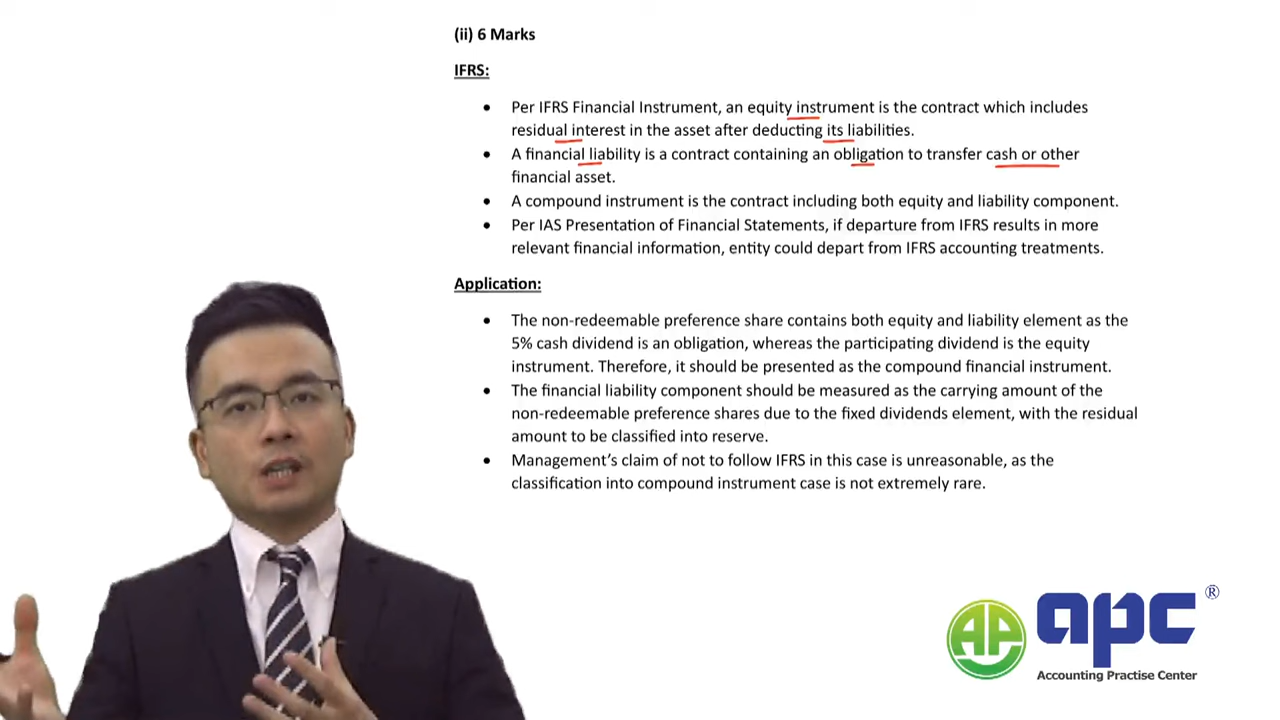 (ii) 6 Marks
IFRS:
• Per IFRS Financial Instrument, an equity instrument is the contract which includes
residual interest in the asset after deducting its liabilities.
• A financial liability is a contract containing an obligation to transfer cash or other
financial asset.
• A compound instrument is the contract including both equity and liability component.
• Per IAS Presentation of Financial Statements, if departure from IFRS results in more
relevant financial information, entity could depart from IFRS accounting treatments.
Application:
• The non-redeemable preference share contains both equity and liability element as the
5% cash dividend is an obligation, whereas the participating dividend is the equity
instrument. Therefore, it should be presented as the compound financial instrument.
• The financial liability component should be measured as the carrying amount of the
non-redeemable preference shares due to the fixed dividends element, with the residual
amount to be classified into reserve.
• Management's claim of not to follow IFRS in this case is unreasonable, as the
classification into compound instrument case is not extremely rare.
AP apc ®
Accounting Practise Center